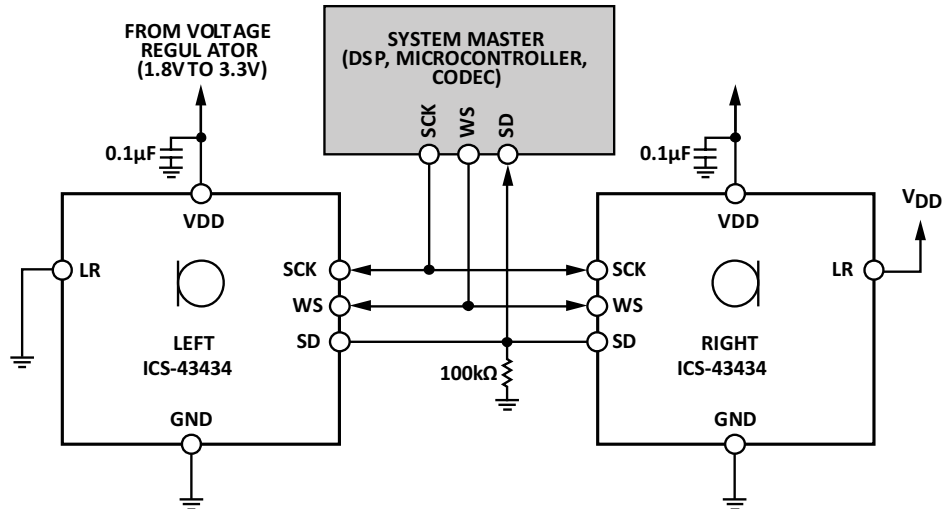 FROM VOLTAGE
REGUL ATOR
(1.8V TO 3.3V)
0.1µF
SYSTEM MASTER
(DSP, MICROCONTROLLER,
CODEC)
SCK
WS
SD
0.1µF
VDD
LR
SCK
WS
SD
LEFT
ICS-43434
GND
100kΩ
VDD
VDD
SCK
LR
WS
SD
RIGHT
ICS-43434
GND